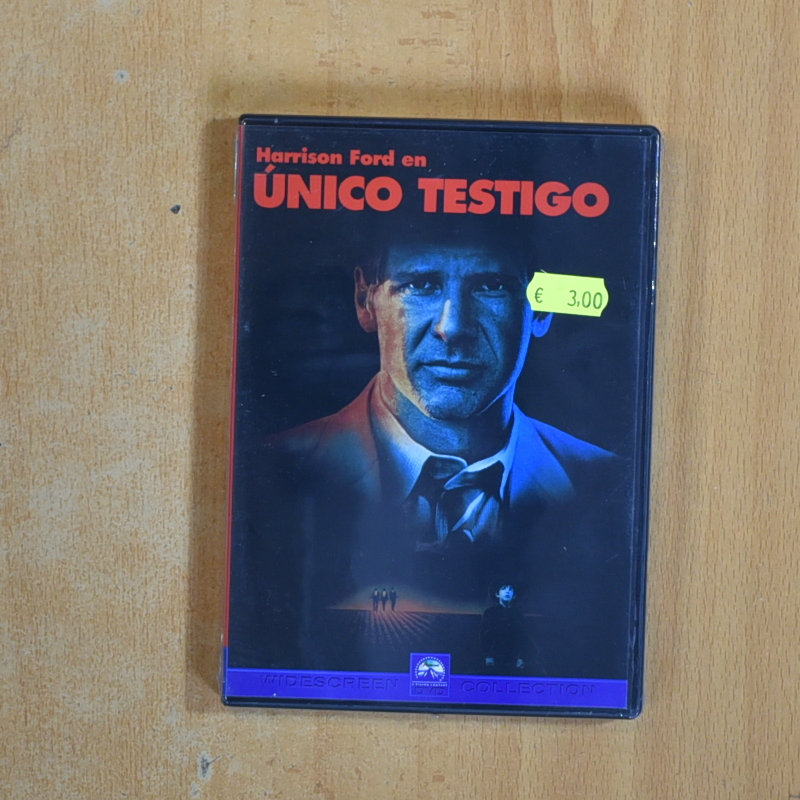 Harrison Ford en
ÚNICO TESTIGO
€ 3,00
WIDESCREEN COLLECTION